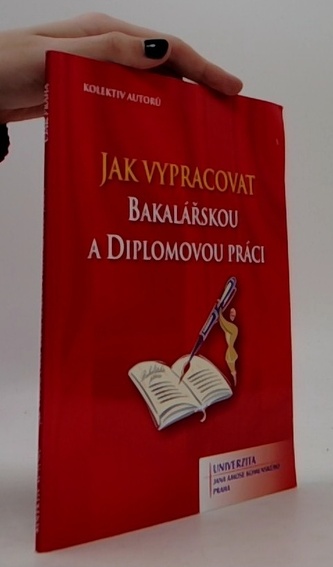 KOLEKTIV AUTORŮ
JAK VYPRACOVAT
BAKALÁŘSKOU
A DIPLOMOVOU PRÁCI
UNIVERZITA
JANA AMOSE KOMENSKÉHO
PRAHA